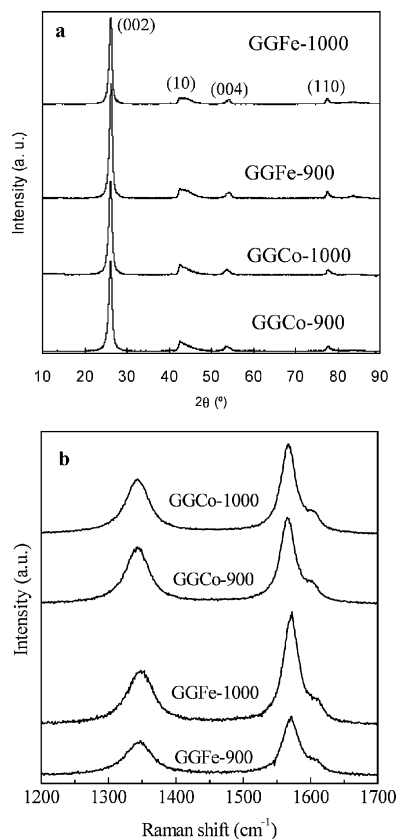 a
(002)
GGFe-1000
(10)
(004)
(110)
GGFe-900
GGCo-1000
GGCo-900
Intensity (a. u.)
10 20 30 40 50 60 70 80 90
2θ (º)
b
GGCo-1000
GGCo-900
GGFe-1000
GGFe-900
Intensity (a.u.)
1200 1300 1400 1500 1600 1700
Raman shift (cm⁻¹)